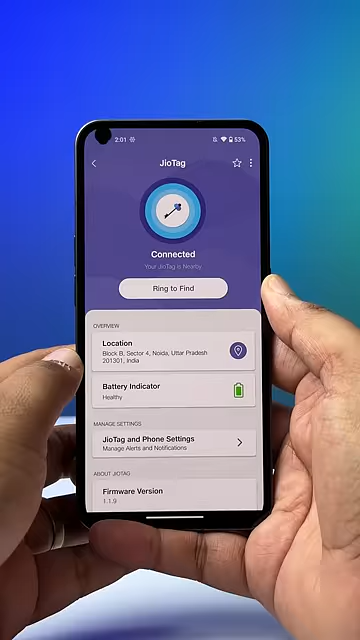 2:01 53%
JioTag
Connected
Your JioTag is Nearby
Ring to Find
OVERVIEW
Location
Block B, Sector 4, Noida, Uttar Pradesh
201301, India
Battery Indicator
Healthy
MANAGE SETTINGS
JioTag and Phone Settings
Manage Alerts and Notifications
ABOUT JIOTAG
Firmware Version
1.1.9